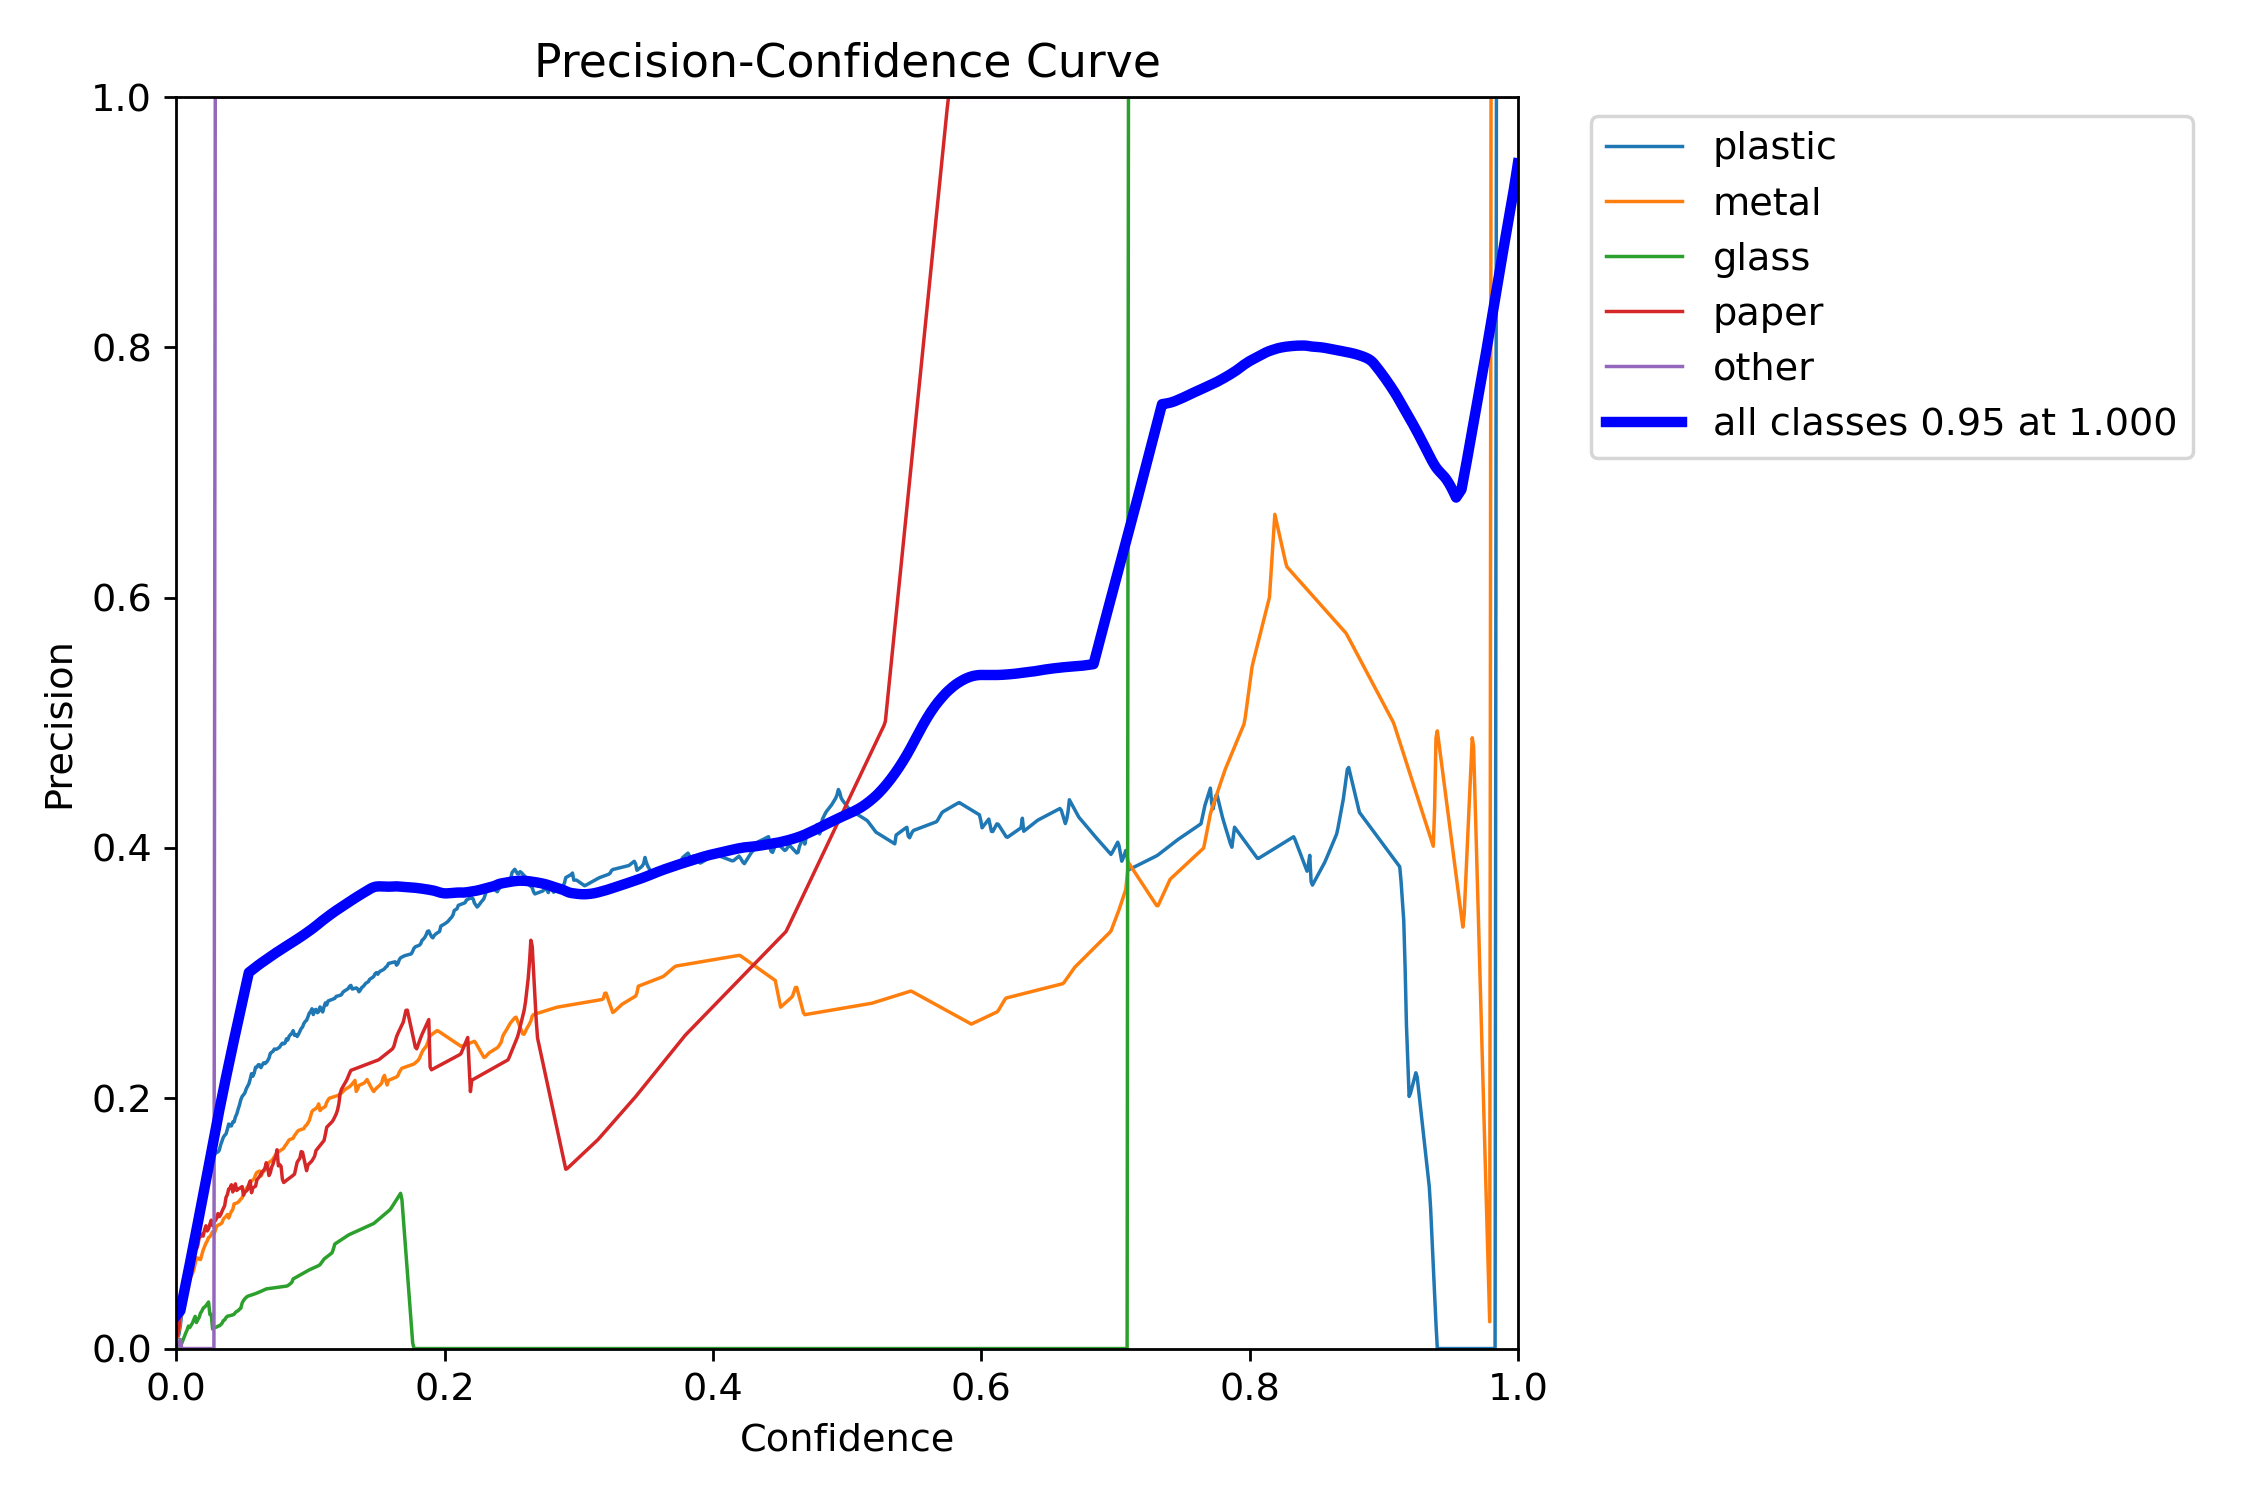 Precision-Confidence Curve
1.0
0.8
0.6
0.4
0.2
0.0
Precision
0.0 0.2 0.4 0.6 0.8 1.0
Confidence
plastic
metal
glass
paper
other
all classes 0.95 at 1.000